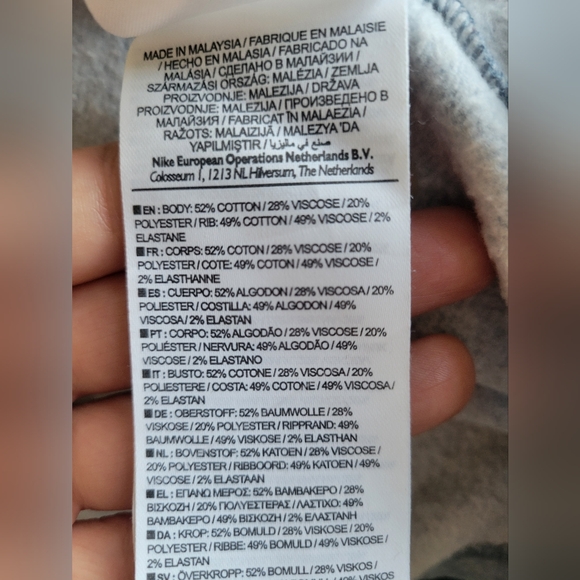 MADE IN MALAYSIA / FABRIQUE EN MALAISIE
/ HECHO EN MALASIA / FABRICADO NA
MALÁSIA / СДЕЛАНО В МАЛАЙЗИИ /
SZÁRMAZÁSI ORSZÁG: MALÉZIA / ZEMLJA
PROIZVODNJE: MALEZIJA / DRŽAVA
PROIZVODNJE: MALEZIJA / ПРОИЗВЕДЕНО В
МАЛАЙЗИЯ / FABRICAT ÎN MALAEZIA /
RAŽOTS: MALAIZIJĀ / MALEZYA'DA
YAPILMIŞTIR / صنع في ماليزيا
Nike European Operations Netherlands B.V.
Colosseum 1, 1213 NL Hilversum, The Netherlands
EN : BODY: 52% COTTON / 28% VISCOSE / 20%
POLYESTER / RIB: 49% COTTON / 49% VISCOSE / 2%
ELASTANE
FR : CORPS: 52% COTON / 28% VISCOSE / 20%
POLYESTER / COTE: 49% COTON / 49% VISCOSE /
2% ELASTHANNE
ES : CUERPO: 52% ALGODON / 28% VISCOSA / 20%
POLIESTER / COSTILLA: 49% ALGODON / 49%
VISCOSA / 2% ELASTAN
PT : CORPO: 52% ALGODÃO / 28% VISCOSE / 20%
POLIÉSTER / NERVURA: 49% ALGODÃO / 49%
VISCOSE / 2% ELASTANO
IT : BUSTO: 52% COTONE / 28% VISCOSA / 20%
POLIESTERE / COSTA: 49% COTONE / 49% VISCOSA /
2% ELASTAN
DE : OBERSTOFF: 52% BAUMWOLLE / 28%
VISKOSE / 20% POLYESTER / RIPPRAND: 49%
BAUMWOLLE / 49% VISKOSE / 2% ELASTHAN
NL : BOVENSTOF: 52% KATOEN / 28% VISCOSE /
20% POLYESTER / RIBBOORD: 49% KATOEN / 49%
VISCOSE / 2% ELASTAAN
EL : ΕΠΑΝΩ ΜΕΡΟΣ: 52% ΒΑΜΒΑΚΕΡΟ / 28%
ΒΙΣΚΟΖΗ / 20% ΠΟΛΥΕΣΤΕΡΑΣ / ΛΑΣΤΙΧΟ: 49%
ΒΑΜΒΑΚΕΡΟ / 49% ΒΙΣΚΟΖΗ / 2% ΕΛΑΣΤΑΝΗ
DA : KROP: 52% BOMULD / 28% VISKOSE / 20%
POLYESTER / RIBBE: 49% BOMULD / 49% VISKOSE /
2% ELASTAN
SV : ÖVERKROPP: 52% BOMULL / 28% VISKOS /